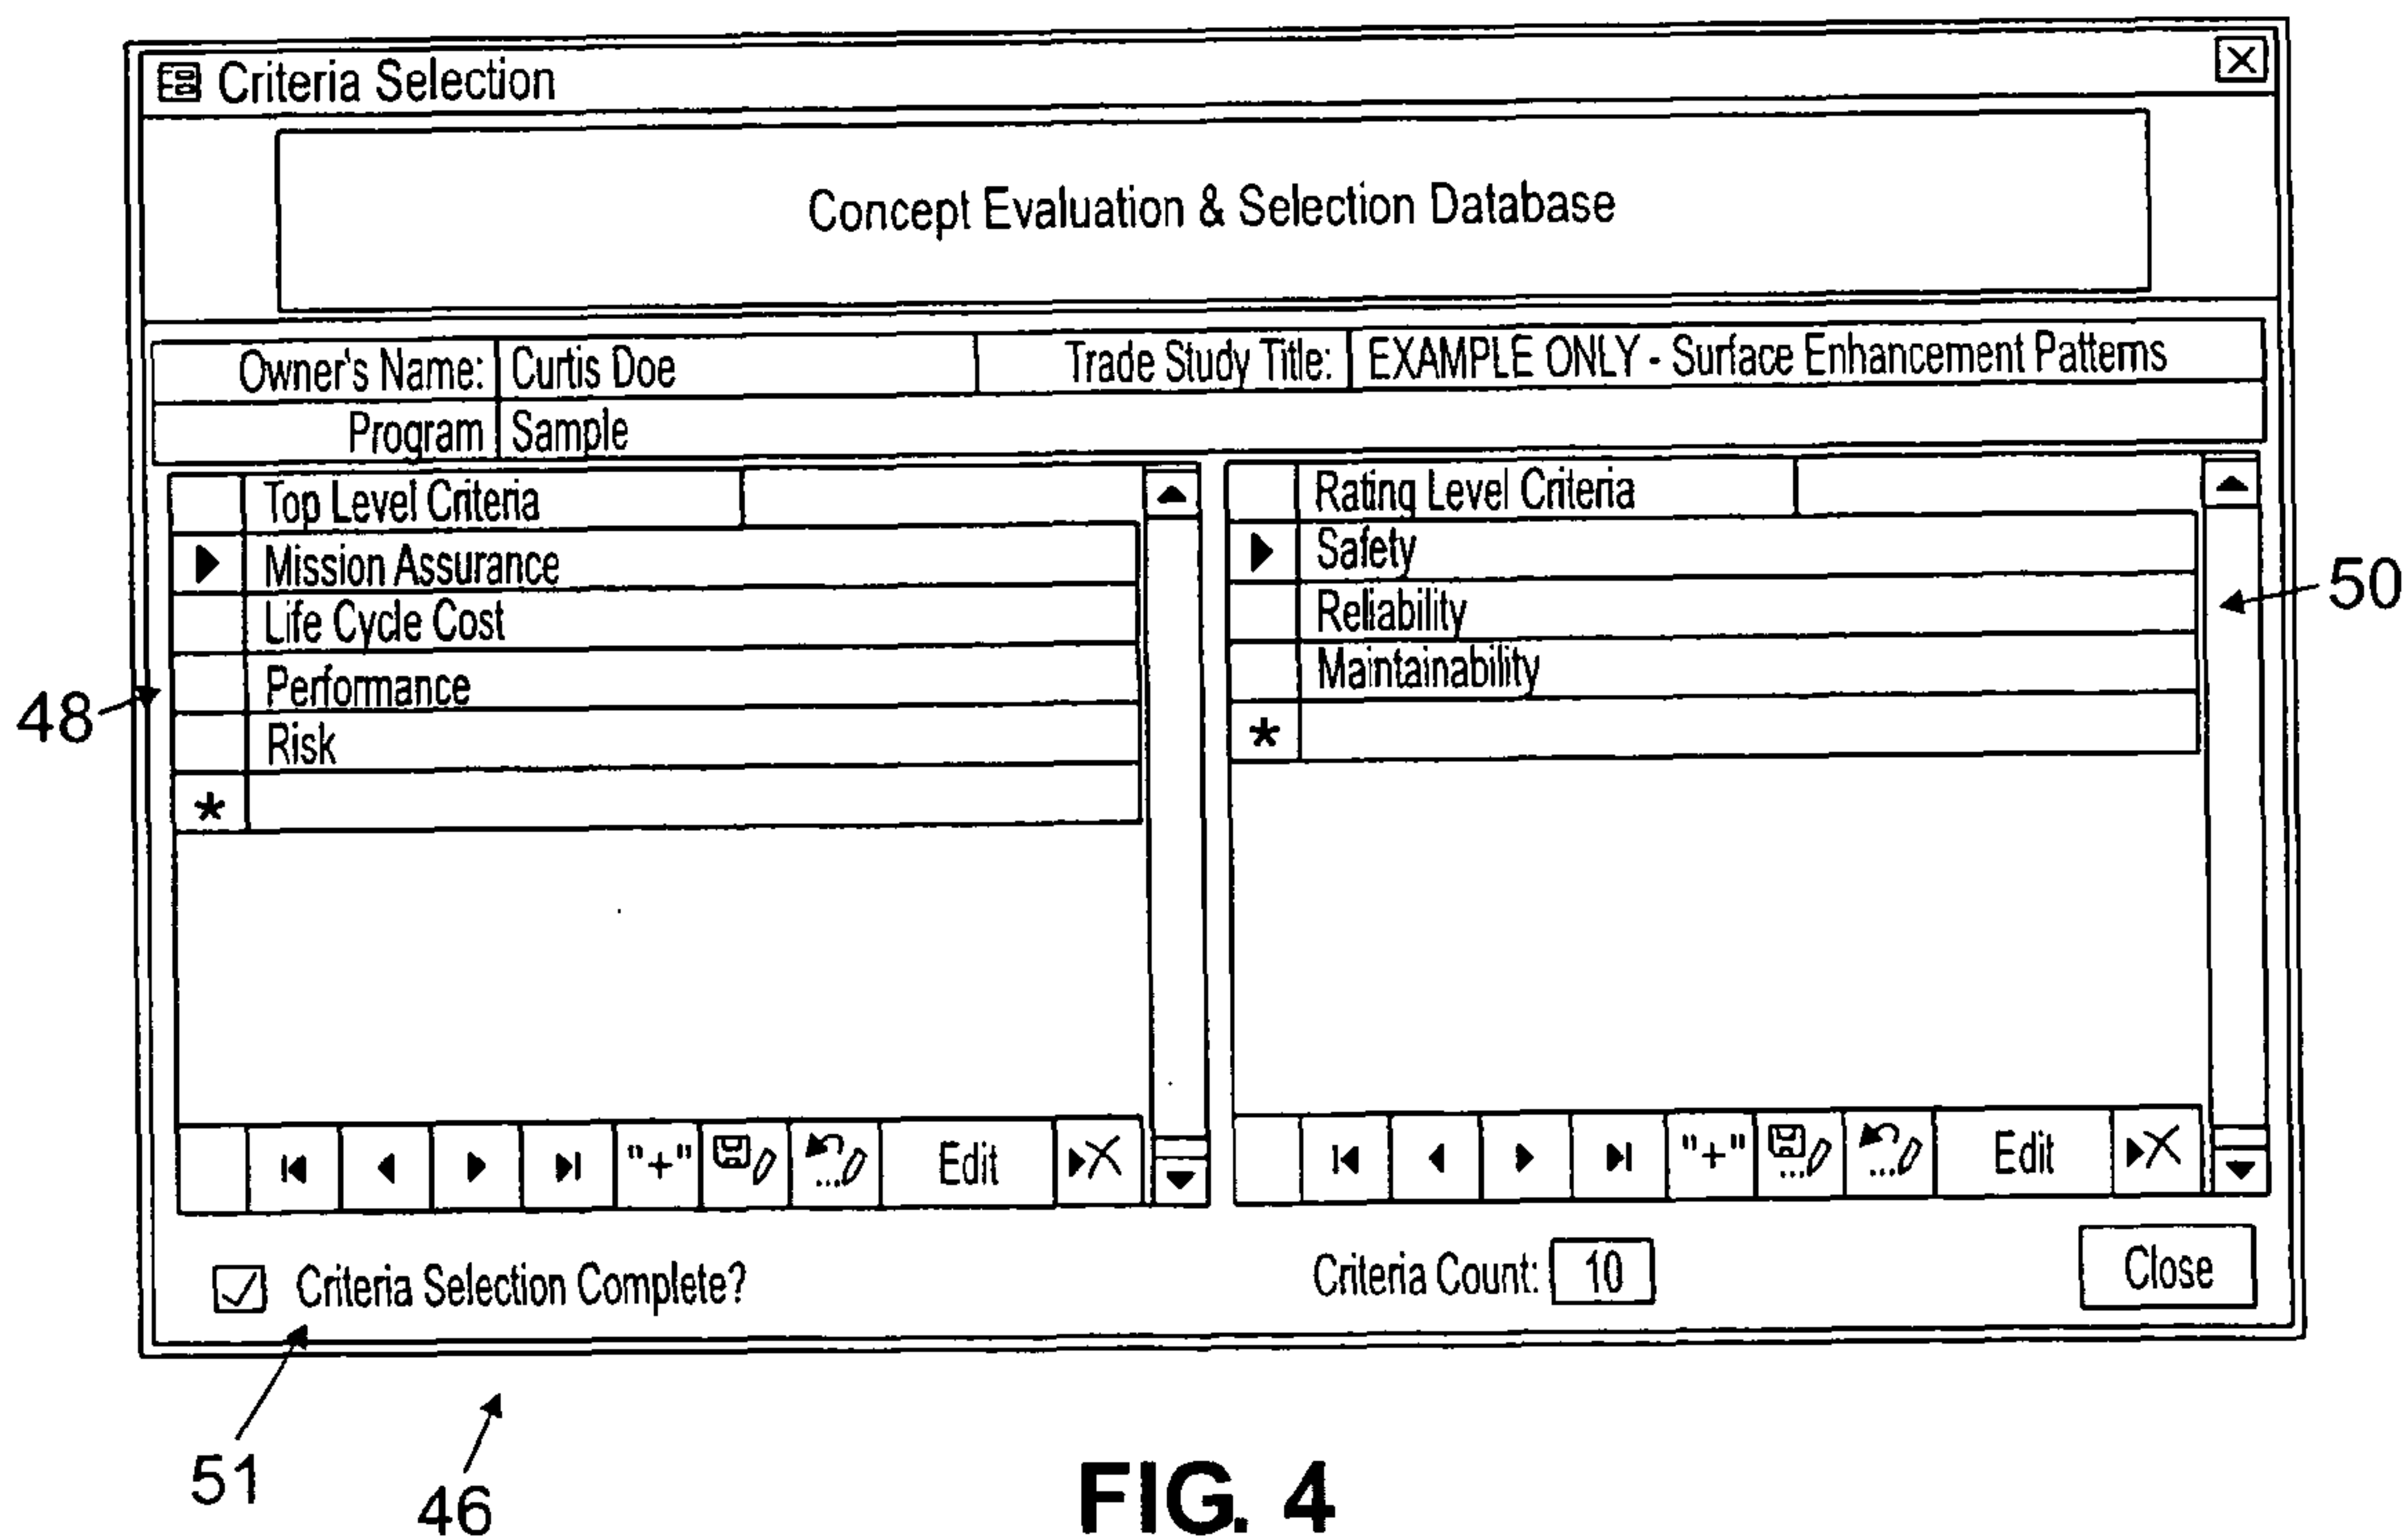 Criteria Selection
Concept Evaluation & Selection Database
Owner's Name: Curtis Doe Trade Study Title: EXAMPLE ONLY - Surface Enhancement Patterns
Program Sample
Top Level Criteria
Mission Assurance
Life Cycle Cost
Performance
Risk
*
Rating Level Criteria
Safety
Reliability
Maintainability
*
48
50
"+" Edit
"+" Edit
Criteria Selection Complete?
Criteria Count: 10
Close
51
46
FIG. 4